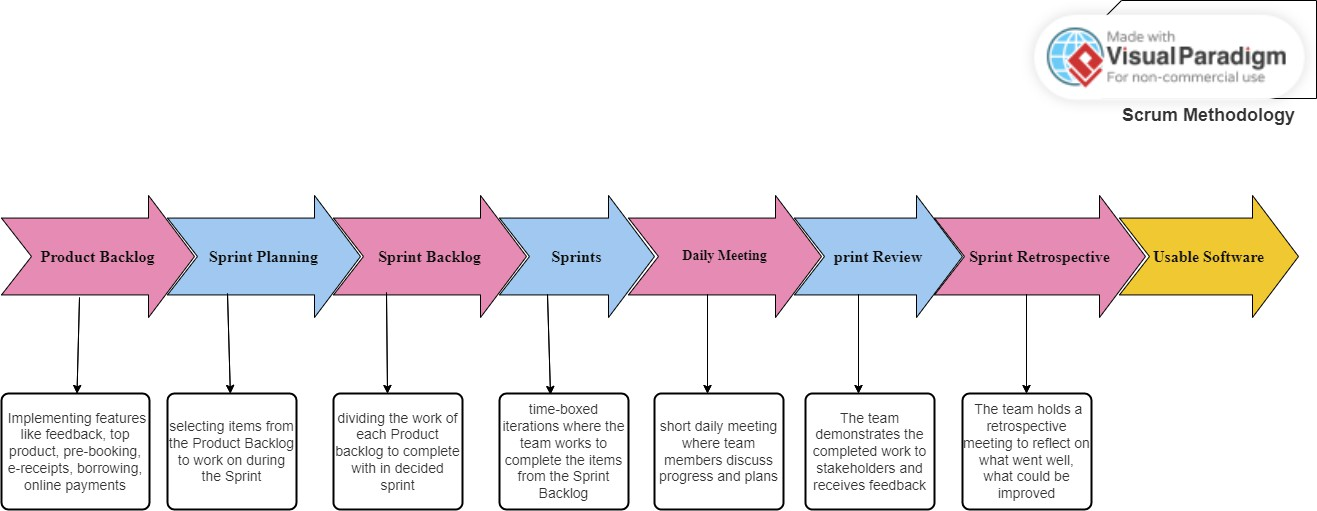 Made with
Visual Paradigm
For non-commercial use
Scrum Methodology
Product Backlog
Sprint Planning
Sprint Backlog
Sprints
Daily Meeting
print Review
Sprint Retrospective
Usable Software
Implementing features
like feedback, top
product, pre-booking,
e-receipts, borrowing,
online payments
selecting items from
the Product Backlog
to work on during
the Sprint
dividing the work of
each Product
backlog to complete
with in decided
sprint
time-boxed
iterations where the
team works to
complete the items
from the Sprint
Backlog
short daily meeting
where team
members discuss
progress and plans
The team
demonstrates the
completed work to
stakeholders and
receives feedback
The team holds a
retrospective
meeting to reflect on
what went well,
what could be
improved